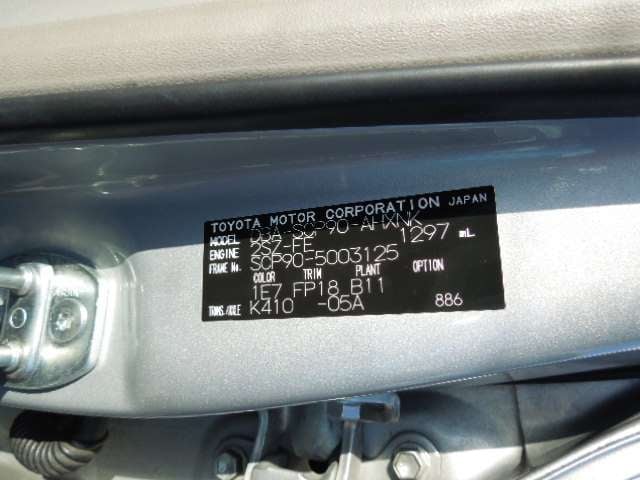 TOYOTA MOTOR CORPORATION JAPAN
MODEL DBA-SCP90-AHXNK
ENGINE 2SZ-FE 1297 mL
FRAME No. SCP90-5003125
COLOR TRIM PLANT OPTION
1E7 FP18 B11
TRANS./AXLE K410 -05A 886